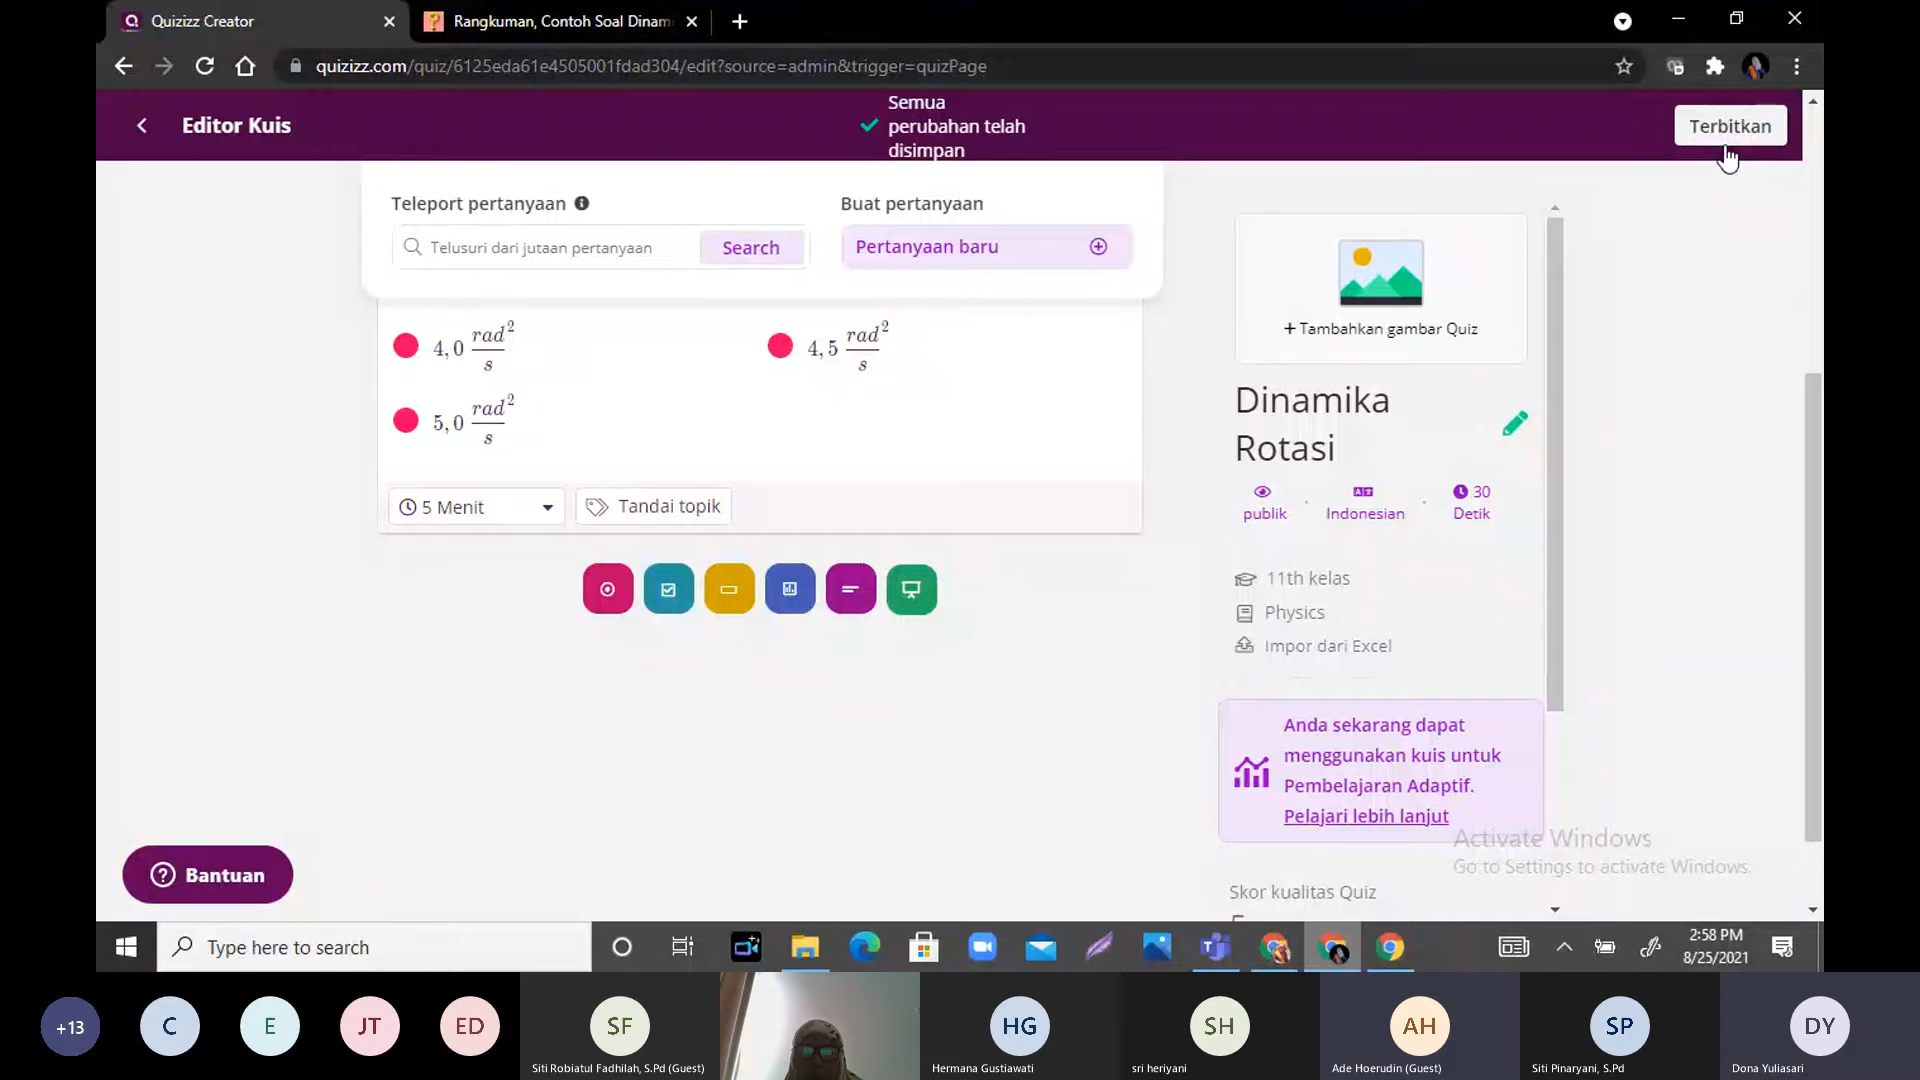 Quizizz Creator
Rangkuman, Contoh Soal Dinam
quizizz.com/quiz/6125eda61e4505001fdad304/edit?source=admin&trigger=quizPage
Editor Kuis
Semua
perubahan telah
disimpan
Terbitkan
Teleport pertanyaan
Telusuri dari jutaan pertanyaan
Search
Buat pertanyaan
Pertanyaan baru
4,0 rad²/s
4,5 rad²/s
5,0 rad²/s
5 Menit
Tandai topik
+ Tambahkan gambar Quiz
Dinamika
Rotasi
publik
Indonesian
30
Detik
11th kelas
Physics
Impor dari Excel
Anda sekarang dapat
menggunakan kuis untuk
Pembelajaran Adaptif.
Pelajari lebih lanjut
Activate Windows
Go to Settings to activate Windows.
Skor kualitas Quiz
Bantuan
Type here to search
2:58 PM
8/25/2021
+13
C
E
JT
ED
SF
Siti Robiatul Fadhilah, S.Pd (Guest)
HG
Hermana Gustiawati
SH
sri heriyani
AH
Ade Hoerudin (Guest)
SP
Siti Pinaryani, S.Pd
DY
Dona Yuliasari